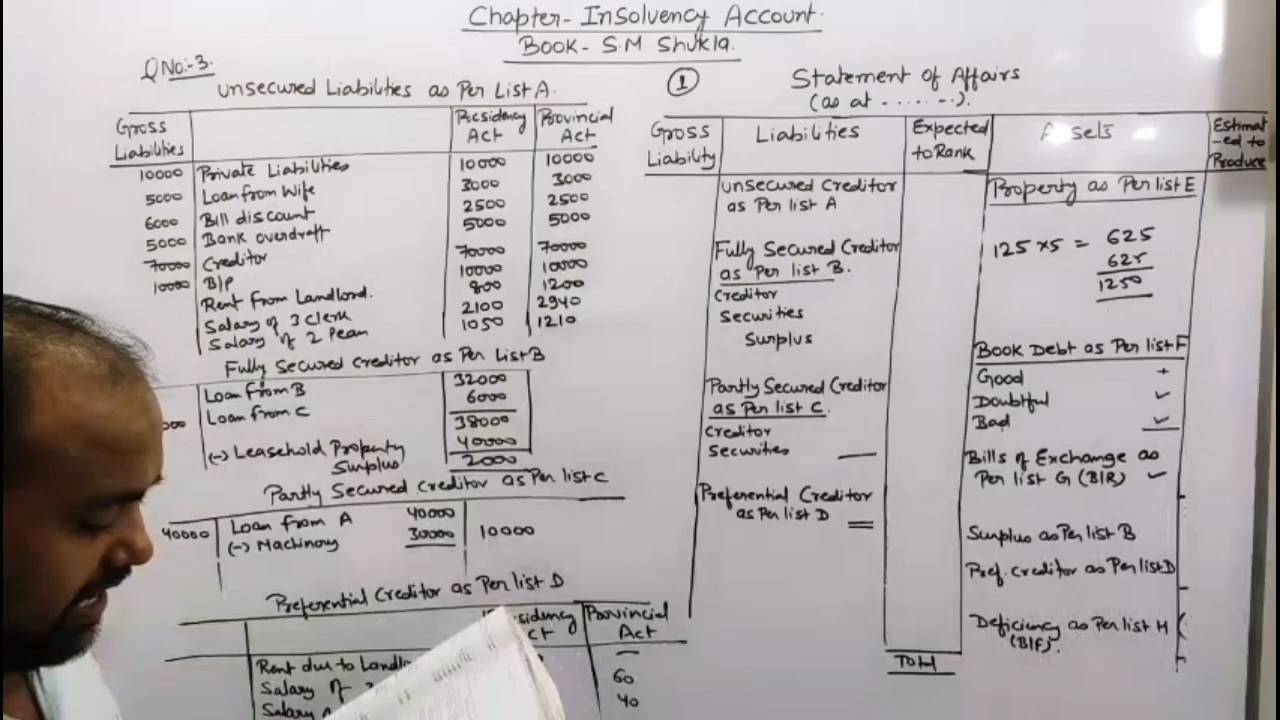 Chapter- Insolvency Account.
Book- S.M Shukla.
Q No:-3.
Unsecured Liabilities as Per List A.
Gross Liabilities Presidency Act Provincial Act
10000 Private Liabilities 10000 10000
5000 Loan from Wife 3000 3000
6000 Bill discount 2500 2500
5000 Bank overdraft 5000 5000
70000 Creditor 70000 70000
10000 B/P 10000 10000
Rent from Landlord. 800 1200
Salary of 3 Clerk 2100 2940
Salary of 2 Pean 1050 1210
Fully Secured Creditor as Per List B
Loan from B 32000
Loan from C 6000
38000
(-) Leasehold Property 40000
Surplus 2000
Partly Secured Creditor as Per list C
40000 Loan from A 40000
(-) Machinory 30000 10000
Preferential Creditor as Per list D
Provincial Act
Rent due to —
Salary of 60
Salary 40
1
Statement of Affairs
(as at .......).
Gross Liability Liabilities Expected to Rank Assets Estimat-ed to Produce
Unsecured Creditor
as Per list A
Fully Secured Creditor
as Per list B.
Creditor
Securities
Surplus
Partly Secured Creditor
as Per list C.
Creditor
Securities
Preferential Creditor
as Per list D
Total
Property as Per list E
125 x5 = 625
625
1250
Book Debt as Per list F
Good +
Doubtful ✓
Bad ✓
Bills of Exchange as
Per list G (B/R) ✓
Surplus as Per list B
Pref. Creditor as Per list D
Deficiency as Per list H (
(B/F).